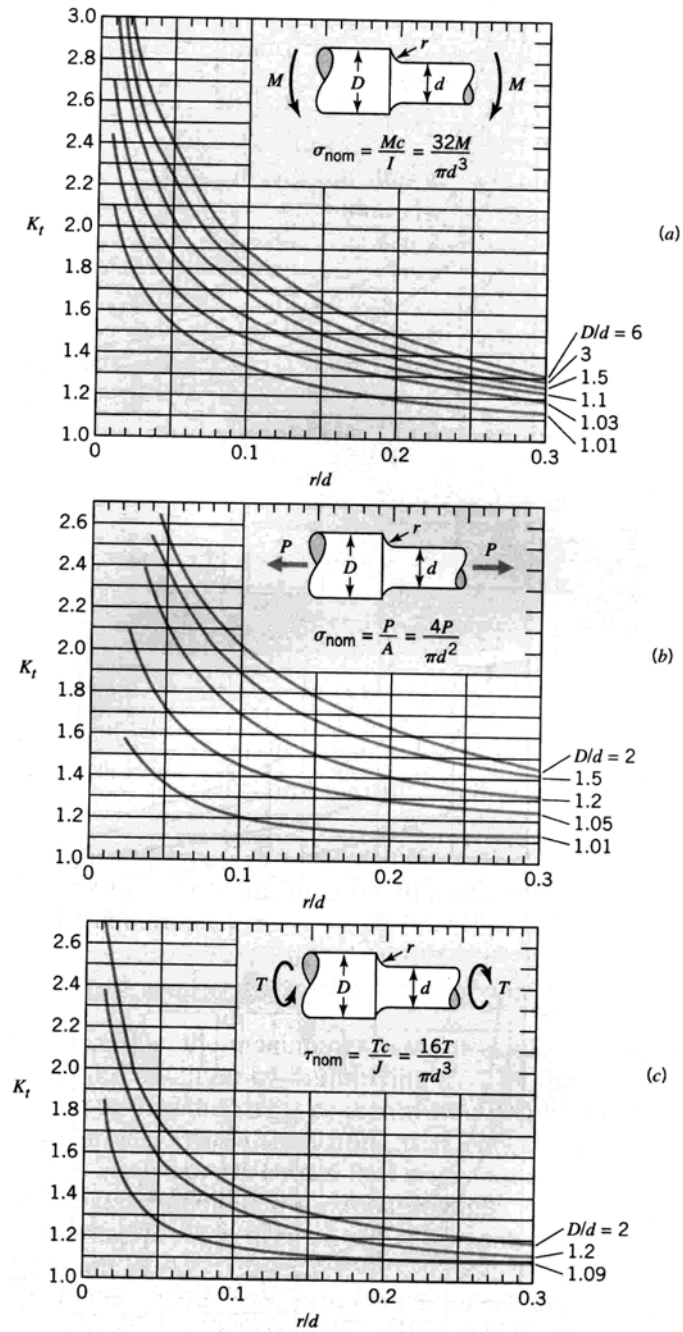 3.0
2.8
2.6
2.4
2.2
2.0
1.8
1.6
1.4
1.2
1.0
K_t
r
D
d
M
M
σ_nom = Mc/I = 32M/πd³
(a)
D/d = 6
3
1.5
1.1
1.03
1.01
0
0.1
0.2
0.3
r/d
2.6
2.4
2.2
2.0
1.8
1.6
1.4
1.2
1.0
K_t
P
r
D
d
P
σ_nom = P/A = 4P/πd²
(b)
D/d = 2
1.5
1.2
1.05
1.01
0
0.1
0.2
0.3
r/d
2.6
2.4
2.2
2.0
1.8
1.6
1.4
1.2
1.0
K_t
T
r
D
d
T
τ_nom = Tc/J = 16T/πd³
(c)
D/d = 2
1.2
1.09
0
0.1
0.2
0.3
r/d